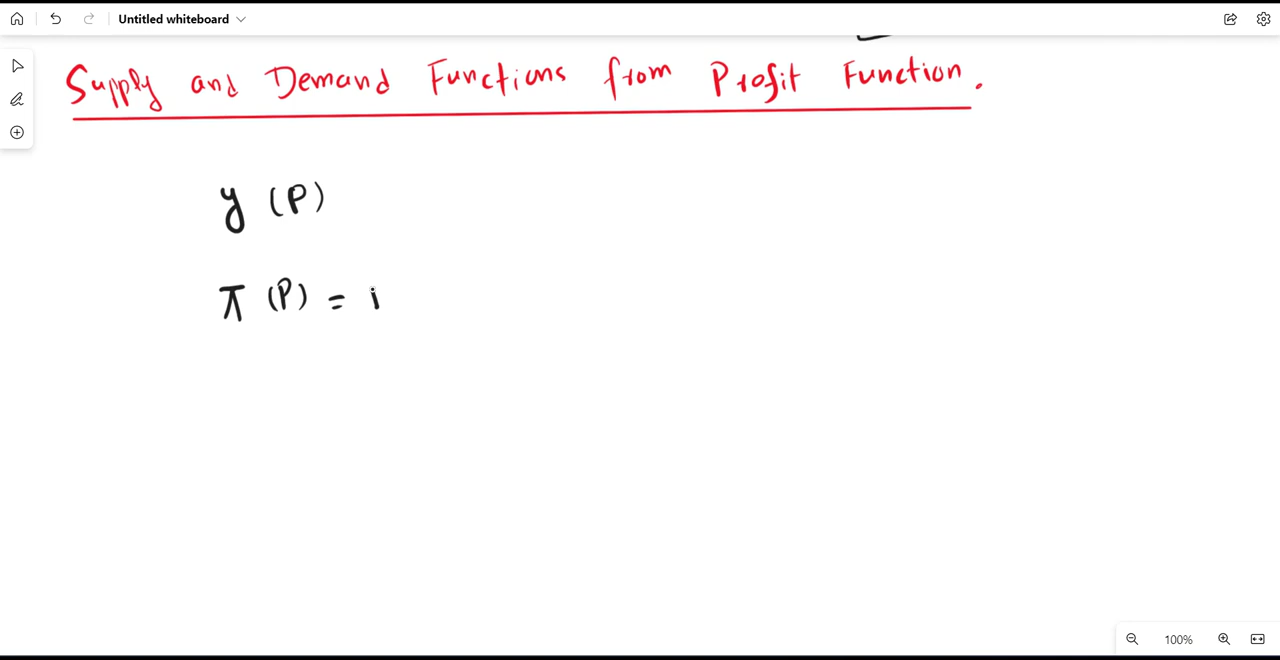 Untitled whiteboard
Supply and Demand Functions from Profit Function.
y (P)
π (P) = i
100%